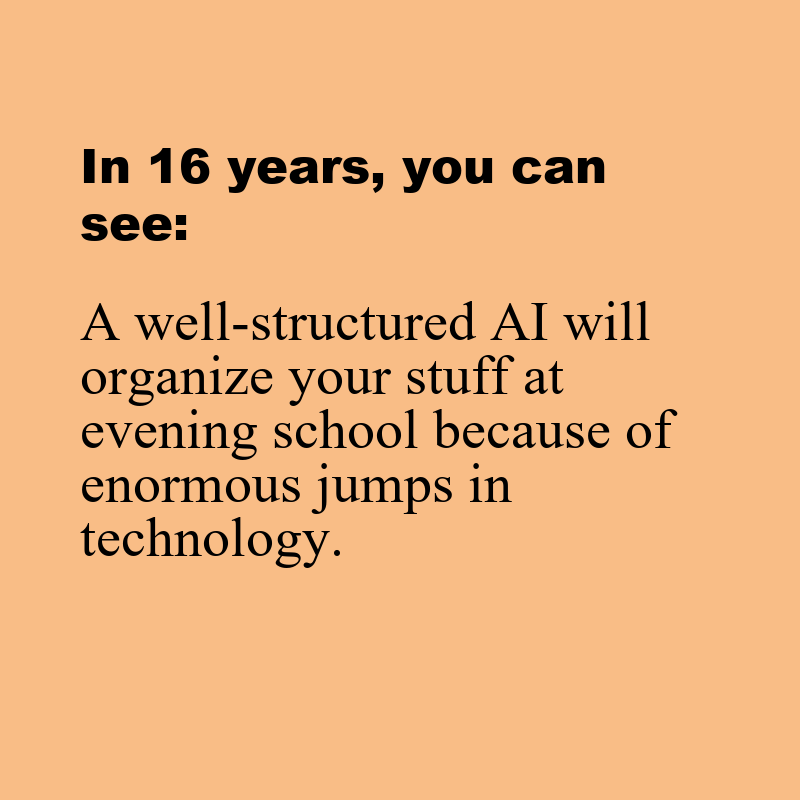 In 16 years, you can
see:
A well-structured AI will
organize your stuff at
evening school because of
enormous jumps in
technology.